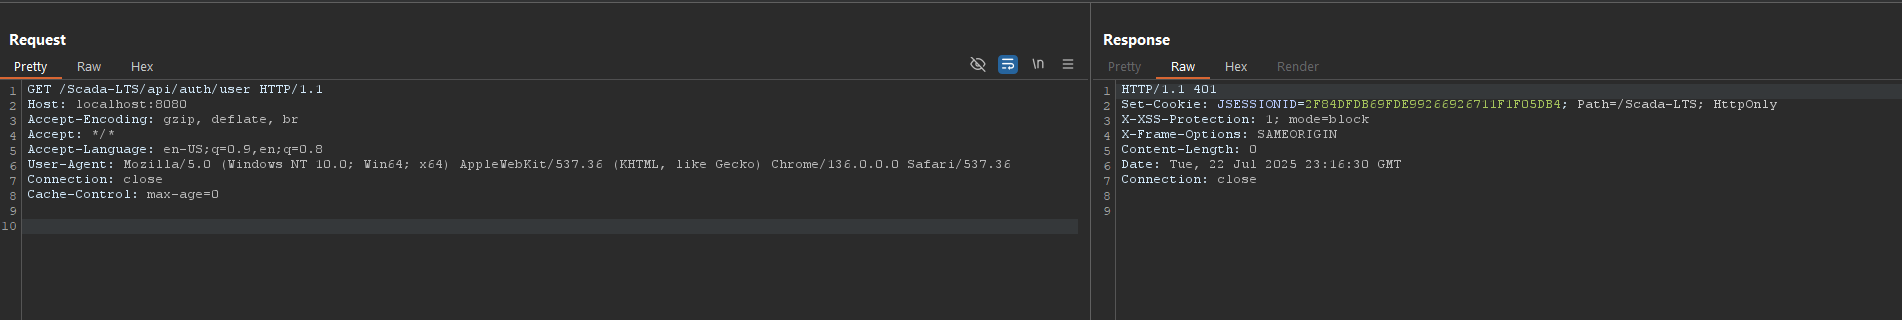 Request
Pretty Raw Hex
\n
1 GET /Scada-LTS/api/auth/user HTTP/1.1
2 Host: localhost:8080
3 Accept-Encoding: gzip, deflate, br
4 Accept: */*
5 Accept-Language: en-US;q=0.9,en;q=0.8
6 User-Agent: Mozilla/5.0 (Windows NT 10.0; Win64; x64) AppleWebKit/537.36 (KHTML, like Gecko) Chrome/136.0.0.0 Safari/537.36
7 Connection: close
8 Cache-Control: max-age=0
9
10
Response
Pretty Raw Hex Render
1 HTTP/1.1 401
2 Set-Cookie: JSESSIONID=2F84DFDB69FDE99266926711F1F05DB4; Path=/Scada-LTS; HttpOnly
3 X-XSS-Protection: 1; mode=block
4 X-Frame-Options: SAMEORIGIN
5 Content-Length: 0
6 Date: Tue, 22 Jul 2025 23:16:30 GMT
7 Connection: close
8
9